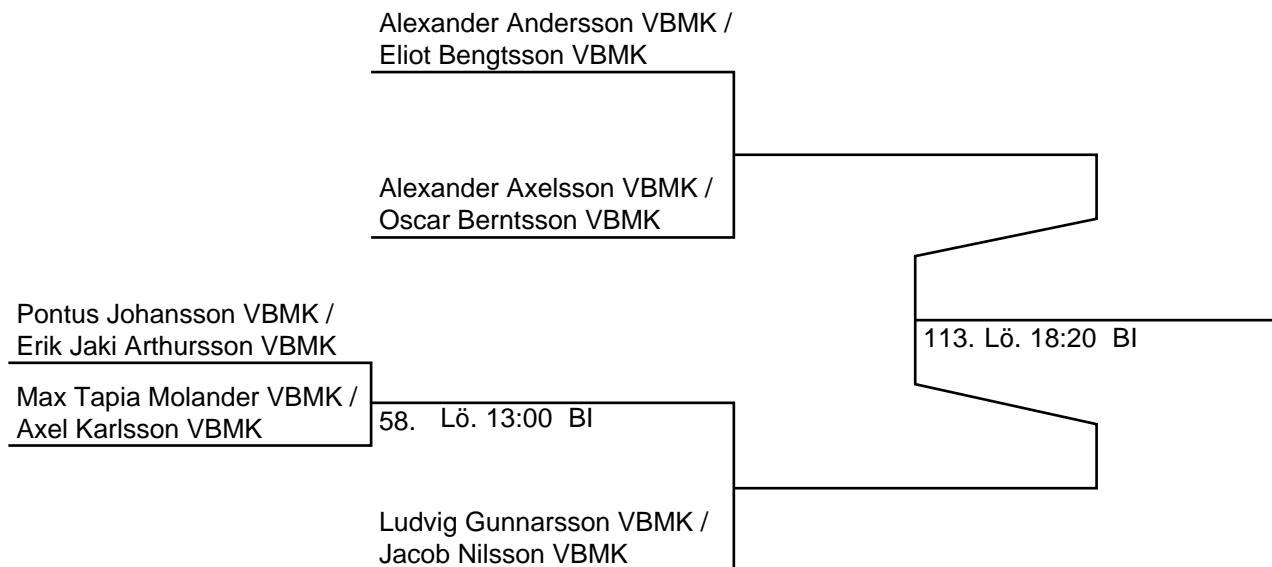 Alexander Andersson VBMK /
Eliot Bengtsson VBMK
Alexander Axelsson VBMK /
Oscar Berntsson VBMK
Pontus Johansson VBMK /
Erik Jaki Arthursson VBMK
113. Lö. 18:20 BI
Max Tapia Molander VBMK /
Axel Karlsson VBMK
58. Lö. 13:00 BI
Ludvig Gunnarsson VBMK /
Jacob Nilsson VBMK